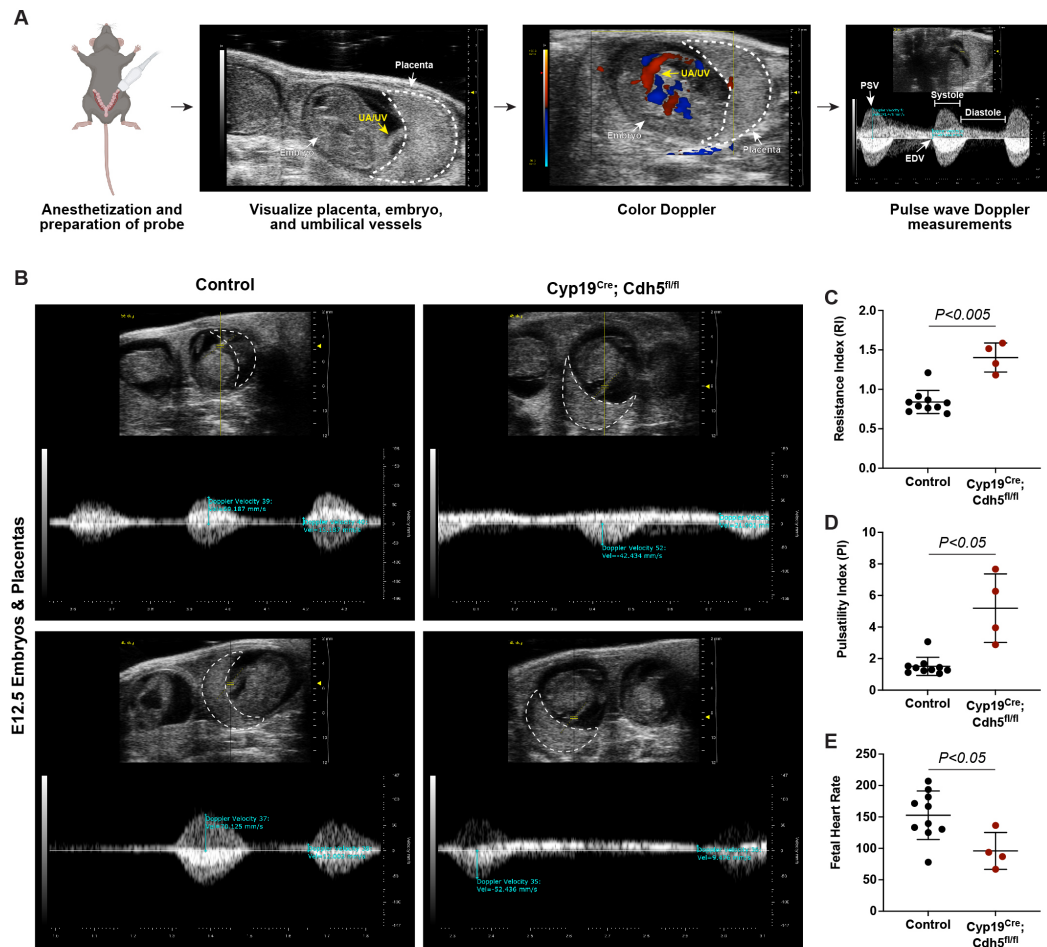 A
Placenta
UA/UV
Embryo
UA/UV
Embryo
Placenta
PSV
Systole
Diastole
EDV
Anesthetization and
preparation of probe
Visualize placenta, embryo,
and umbilical vessels
Color Doppler
Pulse wave Doppler
measurements
B
Control
Cyp19Cre; Cdh5fl/fl
E12.5 Embryos & Placentas
Doppler Velocity 39:
Doppler Velocity 52:
Vel=-42.434 mm/s
Doppler Velocity 37:
Doppler Velocity 35:
Vel=-52.436 mm/s
C
Resistance Index (RI)
2.0
1.5
1.0
0.5
0.0
P<0.005
Control
Cyp19Cre;
Cdh5fl/fl
D
Pulsatility Index (PI)
10
8
6
4
2
0
P<0.05
Control
Cyp19Cre;
Cdh5fl/fl
E
Fetal Heart Rate
250
200
150
100
50
0
P<0.05
Control
Cyp19Cre;
Cdh5fl/fl